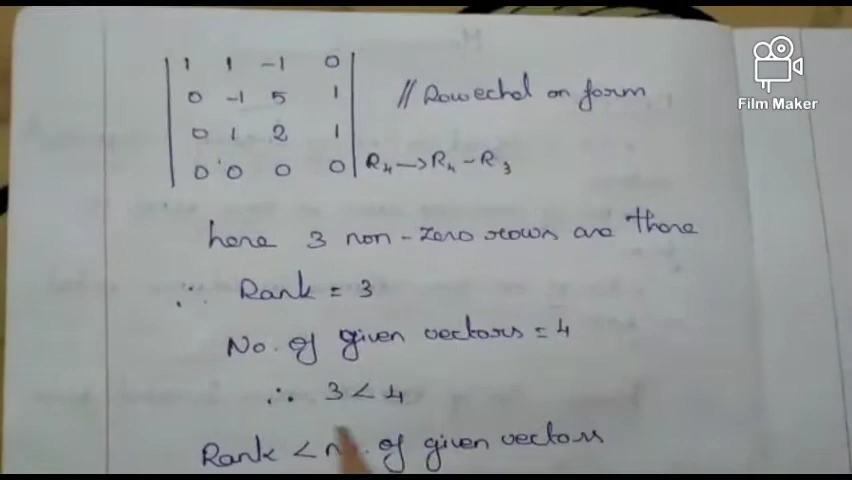 1 1 -1 0
0 -1 5 1 // Rowechel on form
0 1 2 1
0 0 0 0 R4 → R4 - R3
here 3 non-zero rows are there
∴ Rank = 3
No. of given vectors = 4
∴ 3 < 4
Rank < no. of given vectors
Film Maker